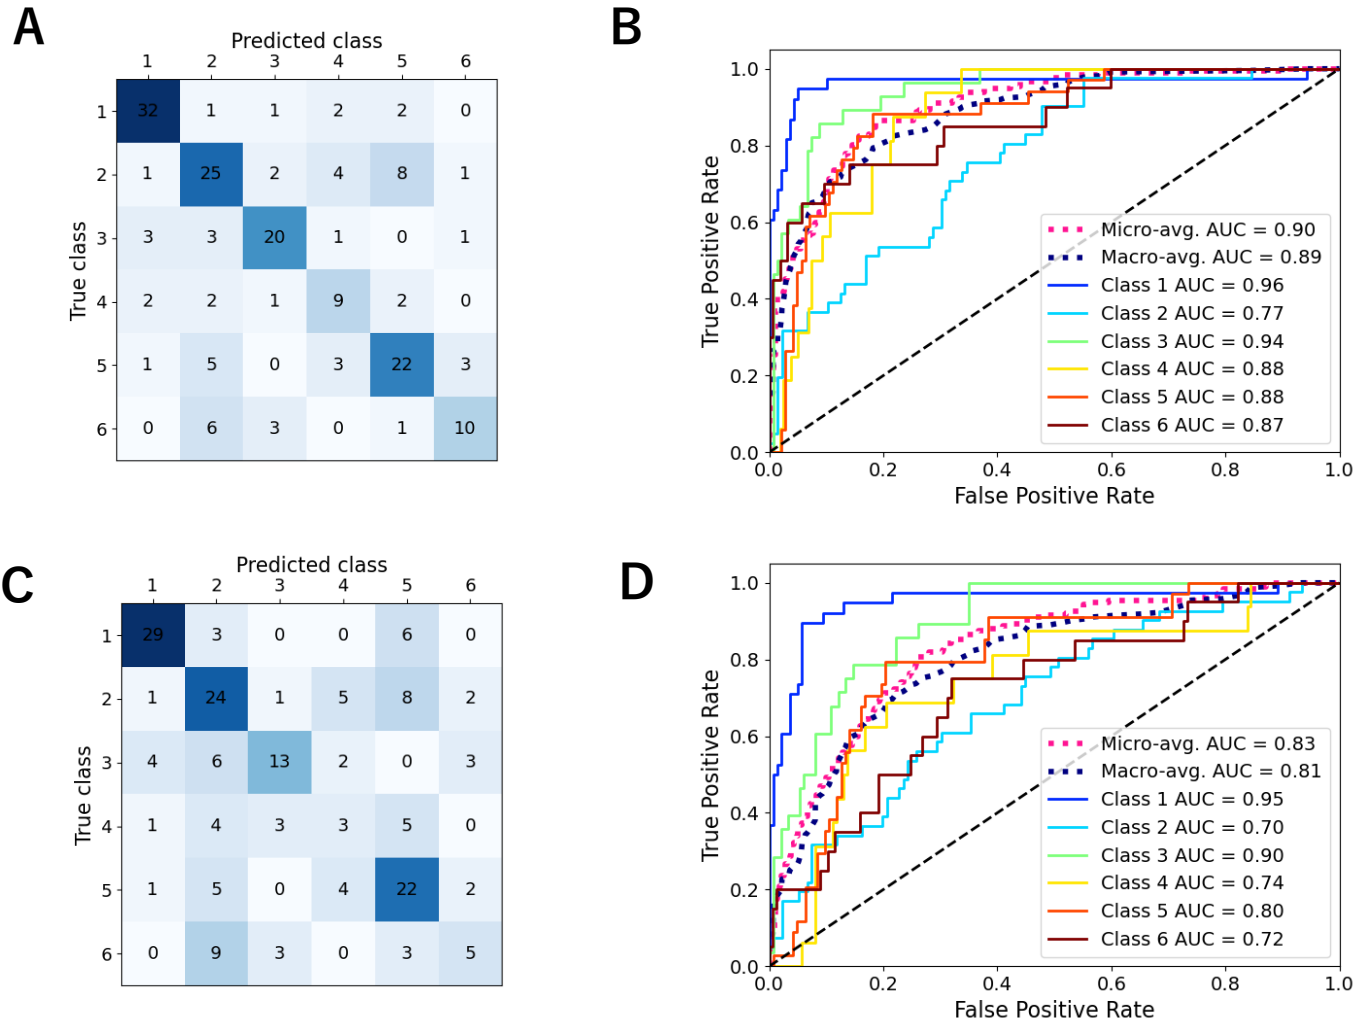 A
Predicted class
1 2 3 4 5 6
True class
1 32 1 1 2 2 0
2 1 25 2 4 8 1
3 3 3 20 1 0 1
4 2 2 1 9 2 0
5 1 5 0 3 22 3
6 0 6 3 0 1 10
B
True Positive Rate
1.0
0.8
0.6
0.4
0.2
0.0
Micro-avg. AUC = 0.90
Macro-avg. AUC = 0.89
Class 1 AUC = 0.96
Class 2 AUC = 0.77
Class 3 AUC = 0.94
Class 4 AUC = 0.88
Class 5 AUC = 0.88
Class 6 AUC = 0.87
0.0 0.2 0.4 0.6 0.8 1.0
False Positive Rate
C
Predicted class
1 2 3 4 5 6
True class
1 29 3 0 0 6 0
2 1 24 1 5 8 2
3 4 6 13 2 0 3
4 1 4 3 3 5 0
5 1 5 0 4 22 2
6 0 9 3 0 3 5
D
True Positive Rate
1.0
0.8
0.6
0.4
0.2
0.0
Micro-avg. AUC = 0.83
Macro-avg. AUC = 0.81
Class 1 AUC = 0.95
Class 2 AUC = 0.70
Class 3 AUC = 0.90
Class 4 AUC = 0.74
Class 5 AUC = 0.80
Class 6 AUC = 0.72
0.0 0.2 0.4 0.6 0.8 1.0
False Positive Rate